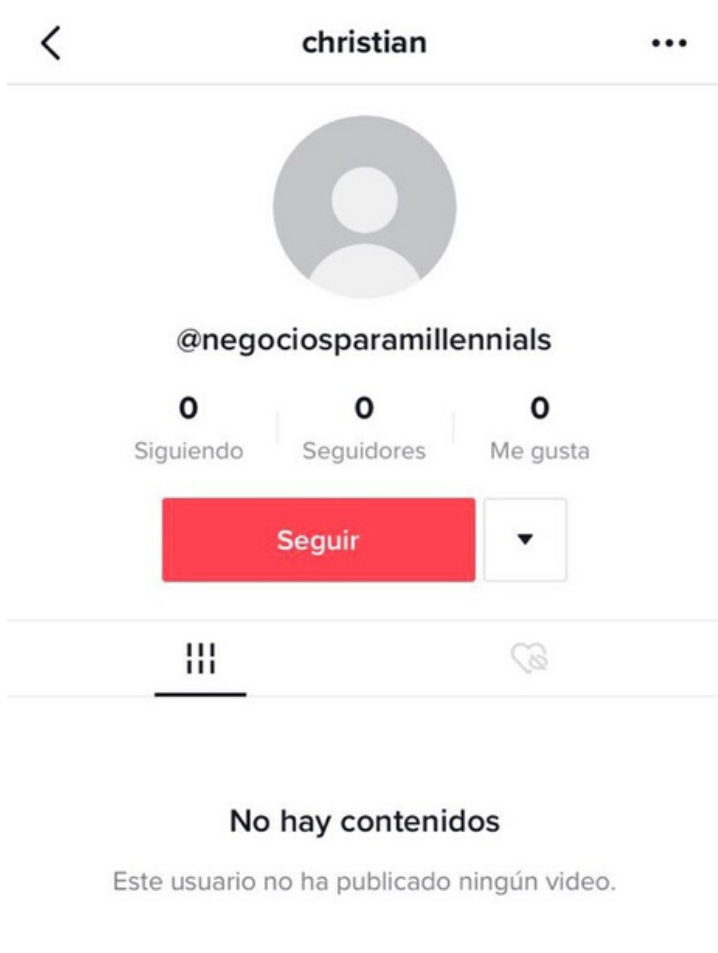 christian
@negociosparamillennials
0 0 0
Siguiendo Seguidores Me gusta
Seguir
No hay contenidos
Este usuario no ha publicado ningún video.